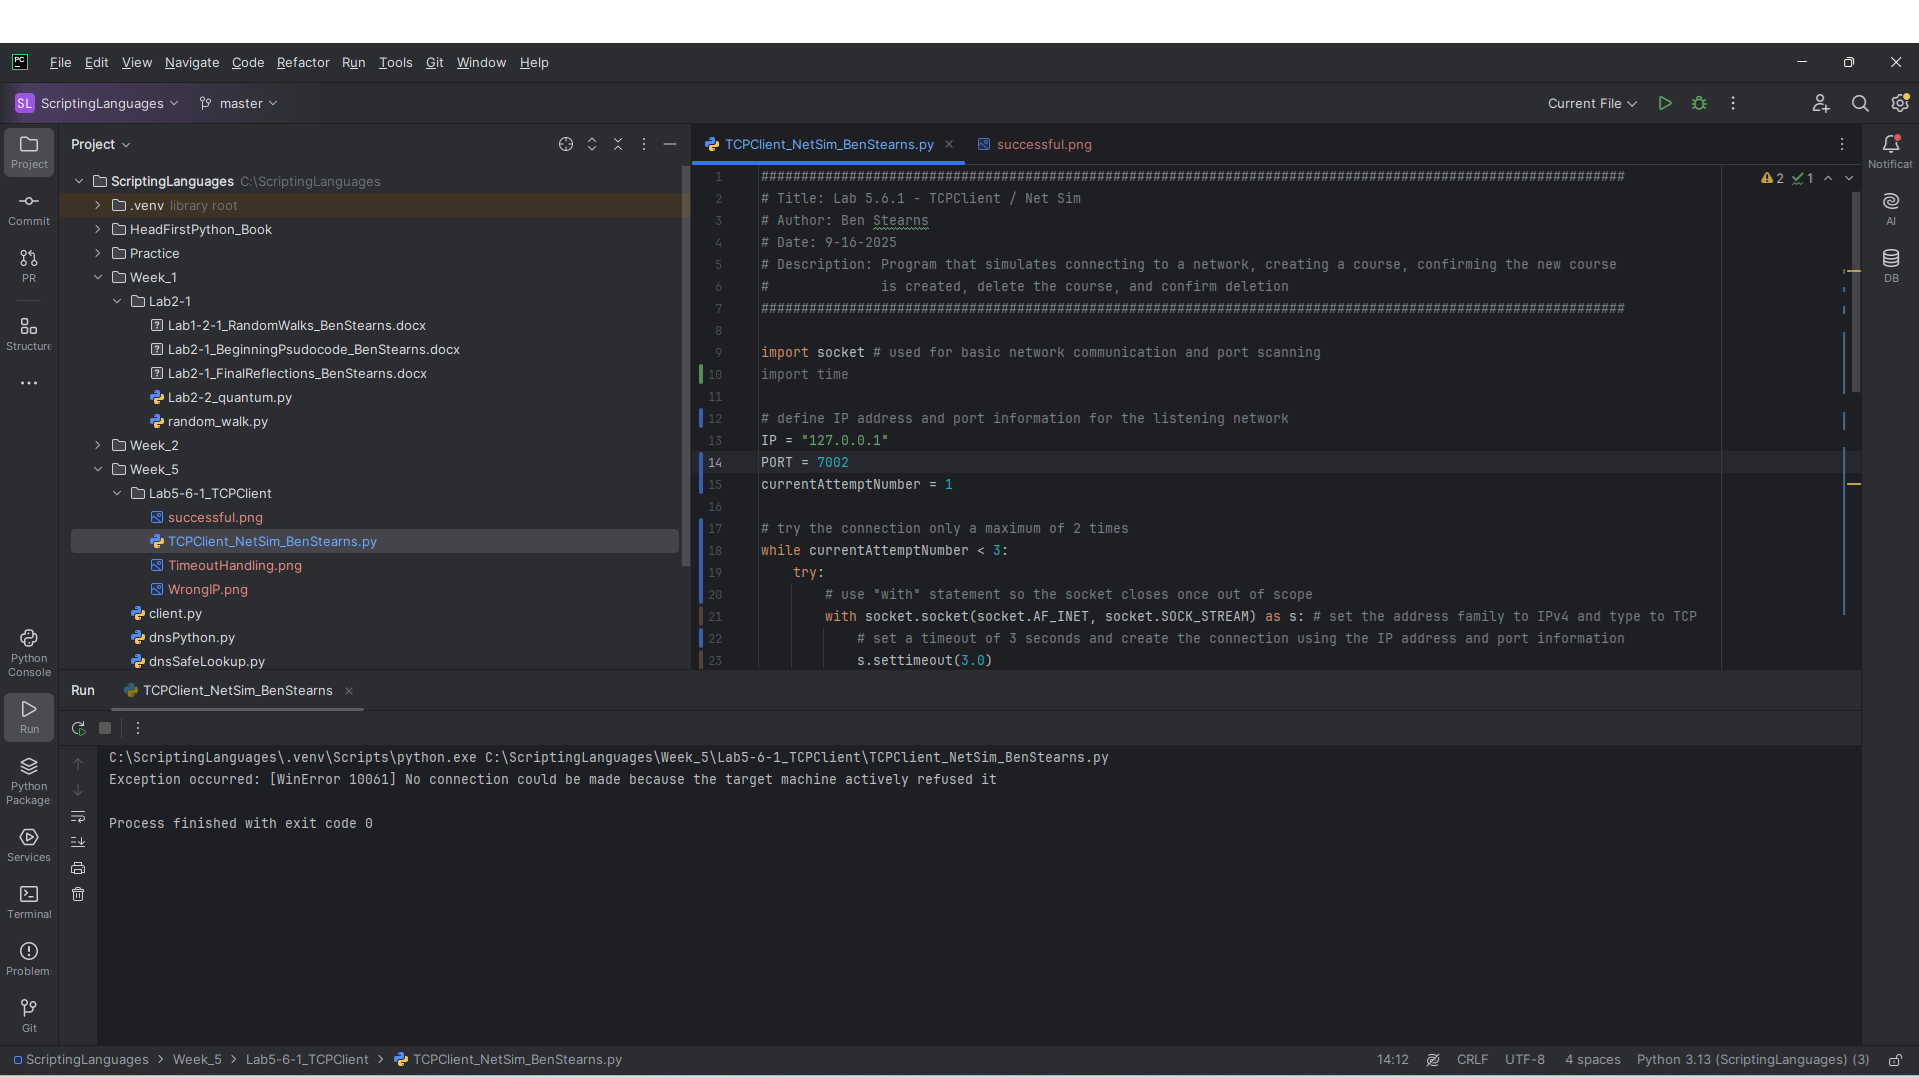 PC File Edit View Navigate Code Refactor Run Tools Git Window Help
SL ScriptingLanguages master Current File
Project
Commit
PR
Structure
Python Console
Run
Python Package
Services
Terminal
Problem
Git
Project
ScriptingLanguages C:\ScriptingLanguages
.venv library root
HeadFirstPython_Book
Practice
Week_1
Lab2-1
Lab1-2-1_RandomWalks_BenStearns.docx
Lab2-1_BeginningPsudocode_BenStearns.docx
Lab2-1_FinalReflections_BenStearns.docx
Lab2-2_quantum.py
random_walk.py
Week_2
Week_5
Lab5-6-1_TCPClient
successful.png
TCPClient_NetSim_BenStearns.py
TimeoutHandling.png
WrongIP.png
client.py
dnsPython.py
dnsSafeLookup.py
TCPClient_NetSim_BenStearns.py successful.png
2 1
1 ############################################################################################################
2 # Title: Lab 5.6.1 - TCPClient / Net Sim
3 # Author: Ben Stearns
4 # Date: 9-16-2025
5 # Description: Program that simulates connecting to a network, creating a course, confirming the new course
6 # is created, delete the course, and confirm deletion
7 ############################################################################################################
8
9 import socket # used for basic network communication and port scanning
10 import time
11
12 # define IP address and port information for the listening network
13 IP = "127.0.0.1"
14 PORT = 7002
15 currentAttemptNumber = 1
16
17 # try the connection only a maximum of 2 times
18 while currentAttemptNumber < 3:
19 try:
20 # use "with" statement so the socket closes once out of scope
21 with socket.socket(socket.AF_INET, socket.SOCK_STREAM) as s: # set the address family to IPv4 and type to TCP
22 # set a timeout of 3 seconds and create the connection using the IP address and port information
23 s.settimeout(3.0)
Notificat
AI
DB
Run TCPClient_NetSim_BenStearns
C:\ScriptingLanguages\.venv\Scripts\python.exe C:\ScriptingLanguages\Week_5\Lab5-6-1_TCPClient\TCPClient_NetSim_BenStearns.py
Exception occurred: [WinError 10061] No connection could be made because the target machine actively refused it
Process finished with exit code 0
ScriptingLanguages > Week_5 > Lab5-6-1_TCPClient > TCPClient_NetSim_BenStearns.py 14:12 CRLF UTF-8 4 spaces Python 3.13 (ScriptingLanguages) (3)